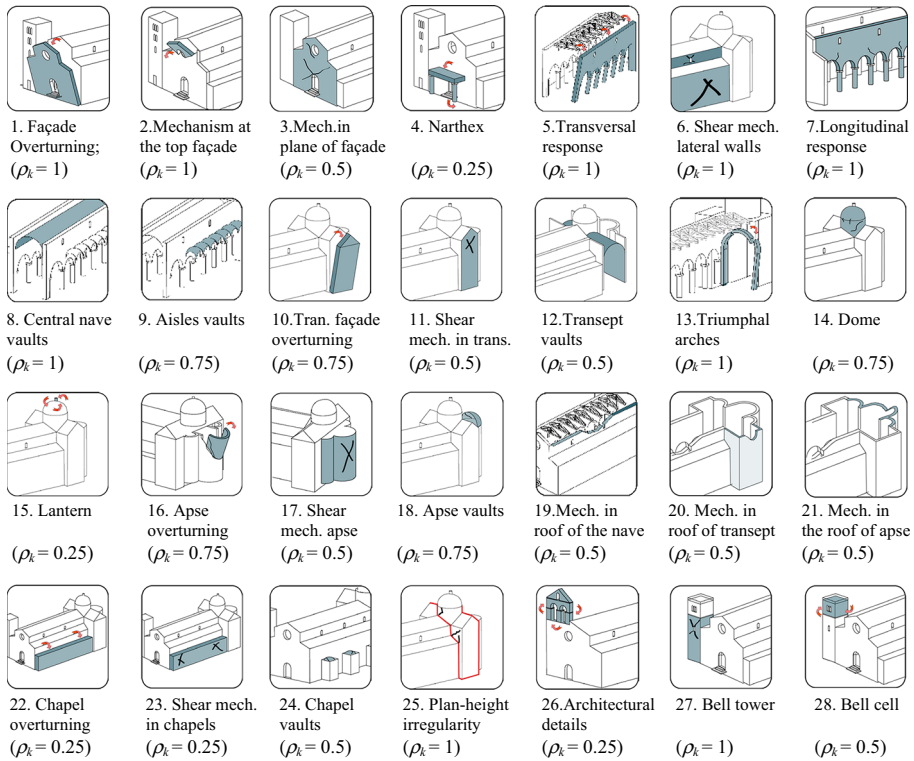 1. Façade Overturning; (ρk = 1)
2.Mechanism at the top façade (ρk = 1)
3.Mech.in plane of façade (ρk = 0.5)
4. Narthex (ρk = 0.25)
5.Transversal response (ρk = 1)
6. Shear mech. lateral walls (ρk = 1)
7.Longitudinal response (ρk = 1)
8. Central nave vaults (ρk = 1)
9. Aisles vaults (ρk = 0.75)
10.Tran. façade overturning (ρk = 0.75)
11. Shear mech. in trans. (ρk = 0.5)
12.Transept vaults (ρk = 0.5)
13.Triumphal arches (ρk = 1)
14. Dome (ρk = 0.75)
15. Lantern (ρk = 0.25)
16. Apse overturning (ρk = 0.75)
17. Shear mech. apse (ρk = 0.5)
18. Apse vaults (ρk = 0.75)
19.Mech. in roof of the nave (ρk = 0.5)
20. Mech. in roof of transept (ρk = 0.5)
21. Mech. in the roof of apse (ρk = 0.5)
22. Chapel overturning (ρk = 0.25)
23. Shear mech. in chapels (ρk = 0.25)
24. Chapel vaults (ρk = 0.5)
25. Plan-height irregularity (ρk = 1)
26.Architectural details (ρk = 0.25)
27. Bell tower (ρk = 1)
28. Bell cell (ρk = 0.5)